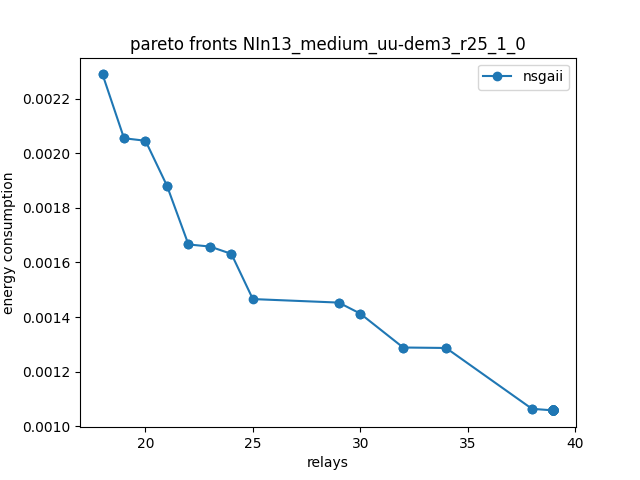 pareto fronts NIn13_medium_uu-dem3_r25_1_0
nsgaii
0.0022
0.0020
0.0018
0.0016
0.0014
0.0012
0.0010
energy consumption
20 25 30 35 40
relays